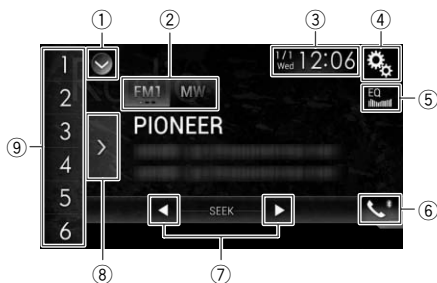 ① ② ③ ④
1 1/1 Wed 12:06
2 FM1 MW EQ ⑤
3 PIONEER
⑨ 4
5
6 SEEK ⑥
⑧ ⑦